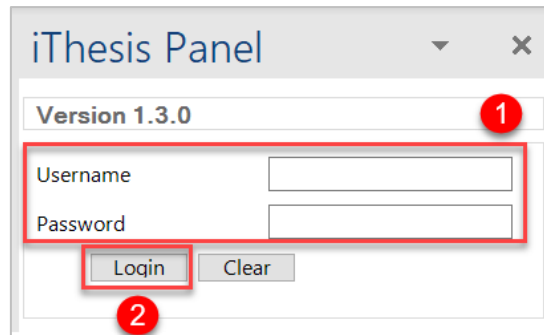 iThesis Panel
Version 1.3.0
1
Username
Password
Login Clear
2